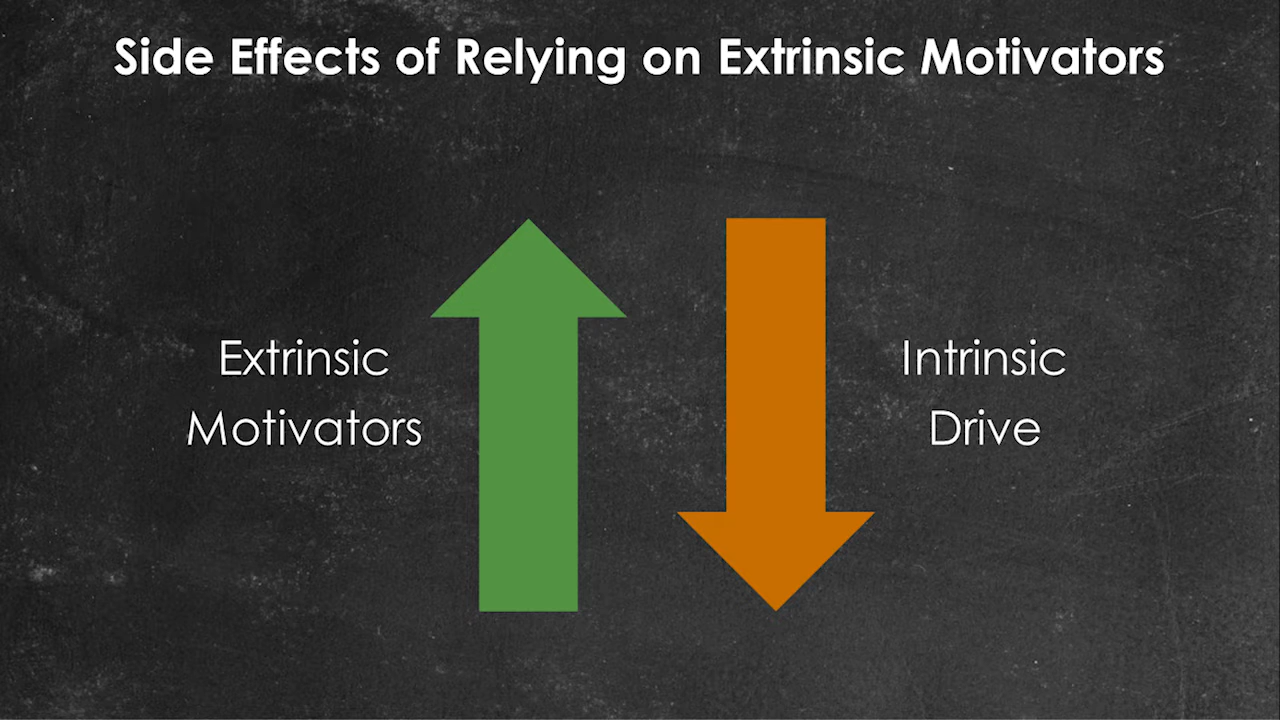 Side Effects of Relying on Extrinsic Motivators
Extrinsic
Motivators
Intrinsic
Drive